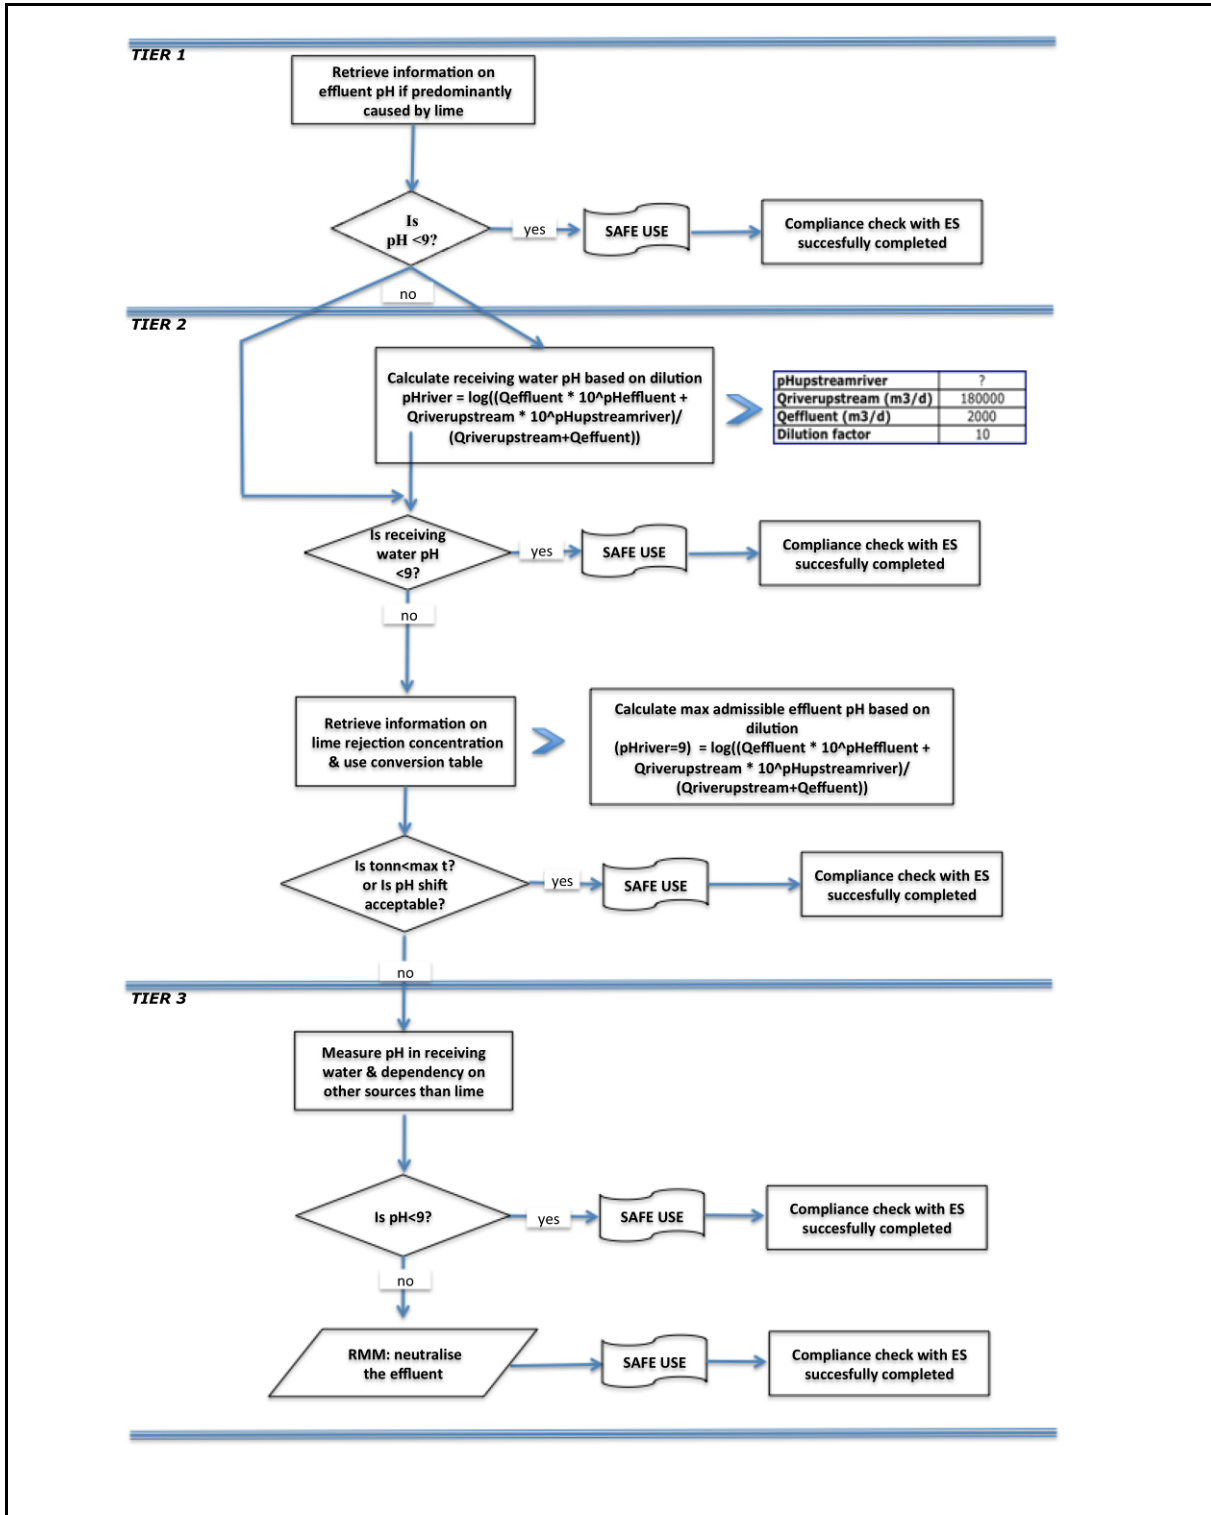 TIER 1
Retrieve information on
effluent pH if predominantly
caused by lime
Is
pH <9?
yes
SAFE USE
Compliance check with ES
succesfully completed
no
TIER 2
Calculate receiving water pH based on dilution
pHriver = log((Qeffluent * 10^pHeffluent +
Qriverupstream * 10^pHupstreamriver)/
(Qriverupstream+Qeffuent))
pHupstreamriver ?
Qriverupstream (m3/d) 180000
Qeffluent (m3/d) 2000
Dilution factor 10
Is receiving
water pH
<9?
yes
SAFE USE
Compliance check with ES
succesfully completed
no
Retrieve information on
lime rejection concentration
& use conversion table
Calculate max admissible effluent pH based on
dilution
(pHriver=9) = log((Qeffluent * 10^pHeffluent +
Qriverupstream * 10^pHupstreamriver)/
(Qriverupstream+Qeffuent))
Is tonn<max t?
or Is pH shift
acceptable?
yes
SAFE USE
Compliance check with ES
succesfully completed
no
TIER 3
Measure pH in receiving
water & dependency on
other sources than lime
Is pH<9?
yes
SAFE USE
Compliance check with ES
succesfully completed
no
RMM: neutralise
the effluent
SAFE USE
Compliance check with ES
succesfully completed